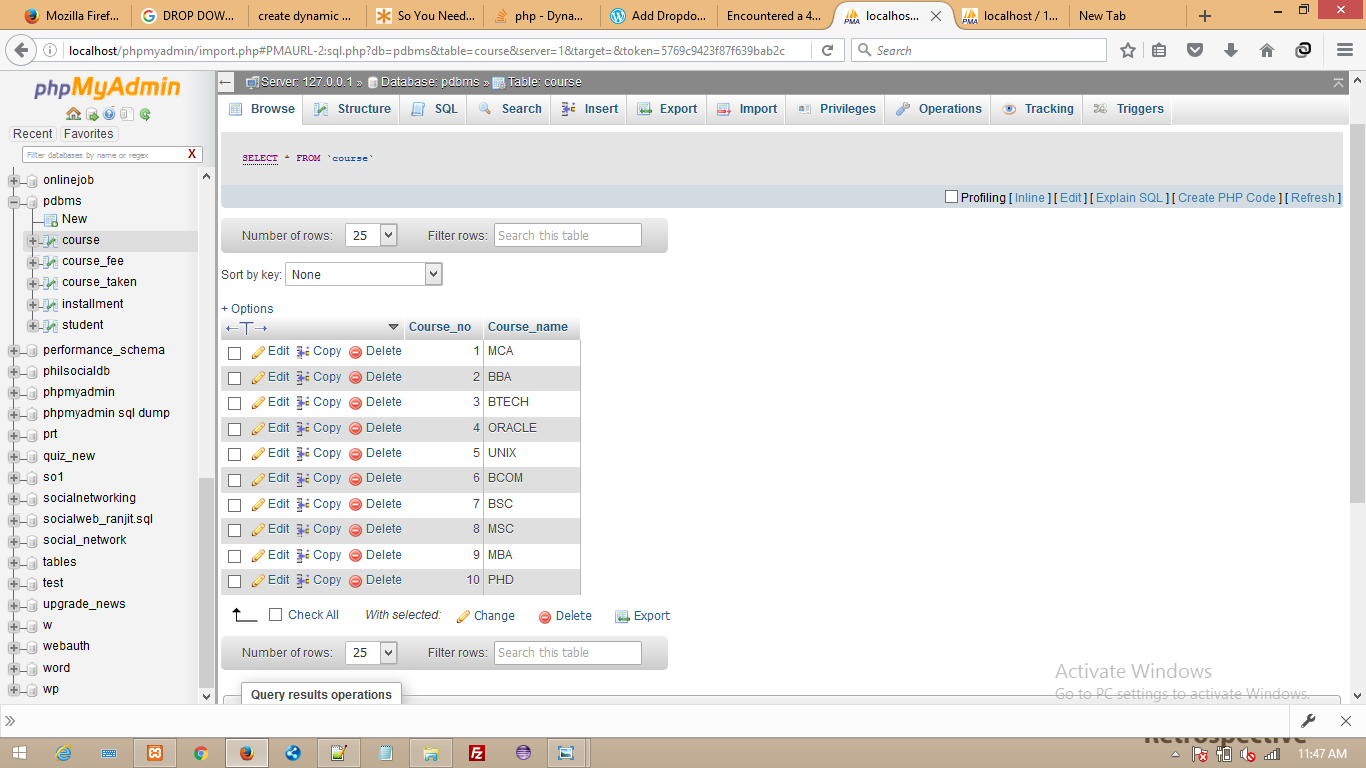 Mozilla Firef...
DROP DOW...
create dynamic ...
So You Need...
php - Dyna...
Add Dropdo...
Encountered a 4...
localhos...
localhost / 1...
New Tab
localhost/phpmyadmin/import.php#PMAURL-2:sql.php?db=pdbms&table=course&server=1&target=&token=5769c9423f87f639bab2c
Search
phpMyAdmin
Recent Favorites
Filter databases by name or regex X
onlinejob
pdbms
New
course
course_fee
course_taken
installment
student
performance_schema
philsocialdb
phpmyadmin
phpmyadmin sql dump
prt
quiz_new
so1
socialnetworking
socialweb_ranjit.sql
social_network
tables
test
upgrade_news
w
webauth
word
wp
Server: 127.0.0.1 » Database: pdbms » Table: course
Browse Structure SQL Search Insert Export Import Privileges Operations Tracking Triggers
SELECT * FROM `course`
Profiling [ Inline ] [ Edit ] [ Explain SQL ] [ Create PHP Code ] [ Refresh ]
Number of rows: 25 Filter rows: Search this table
Sort by key: None
+ Options
←T→ Course_no Course_name
Edit Copy Delete 1 MCA
Edit Copy Delete 2 BBA
Edit Copy Delete 3 BTECH
Edit Copy Delete 4 ORACLE
Edit Copy Delete 5 UNIX
Edit Copy Delete 6 BCOM
Edit Copy Delete 7 BSC
Edit Copy Delete 8 MSC
Edit Copy Delete 9 MBA
Edit Copy Delete 10 PHD
Check All With selected: Change Delete Export
Number of rows: 25 Filter rows: Search this table
Query results operations
Activate Windows
Go to PC settings to activate Windows.
Retrospective
11:47 AM